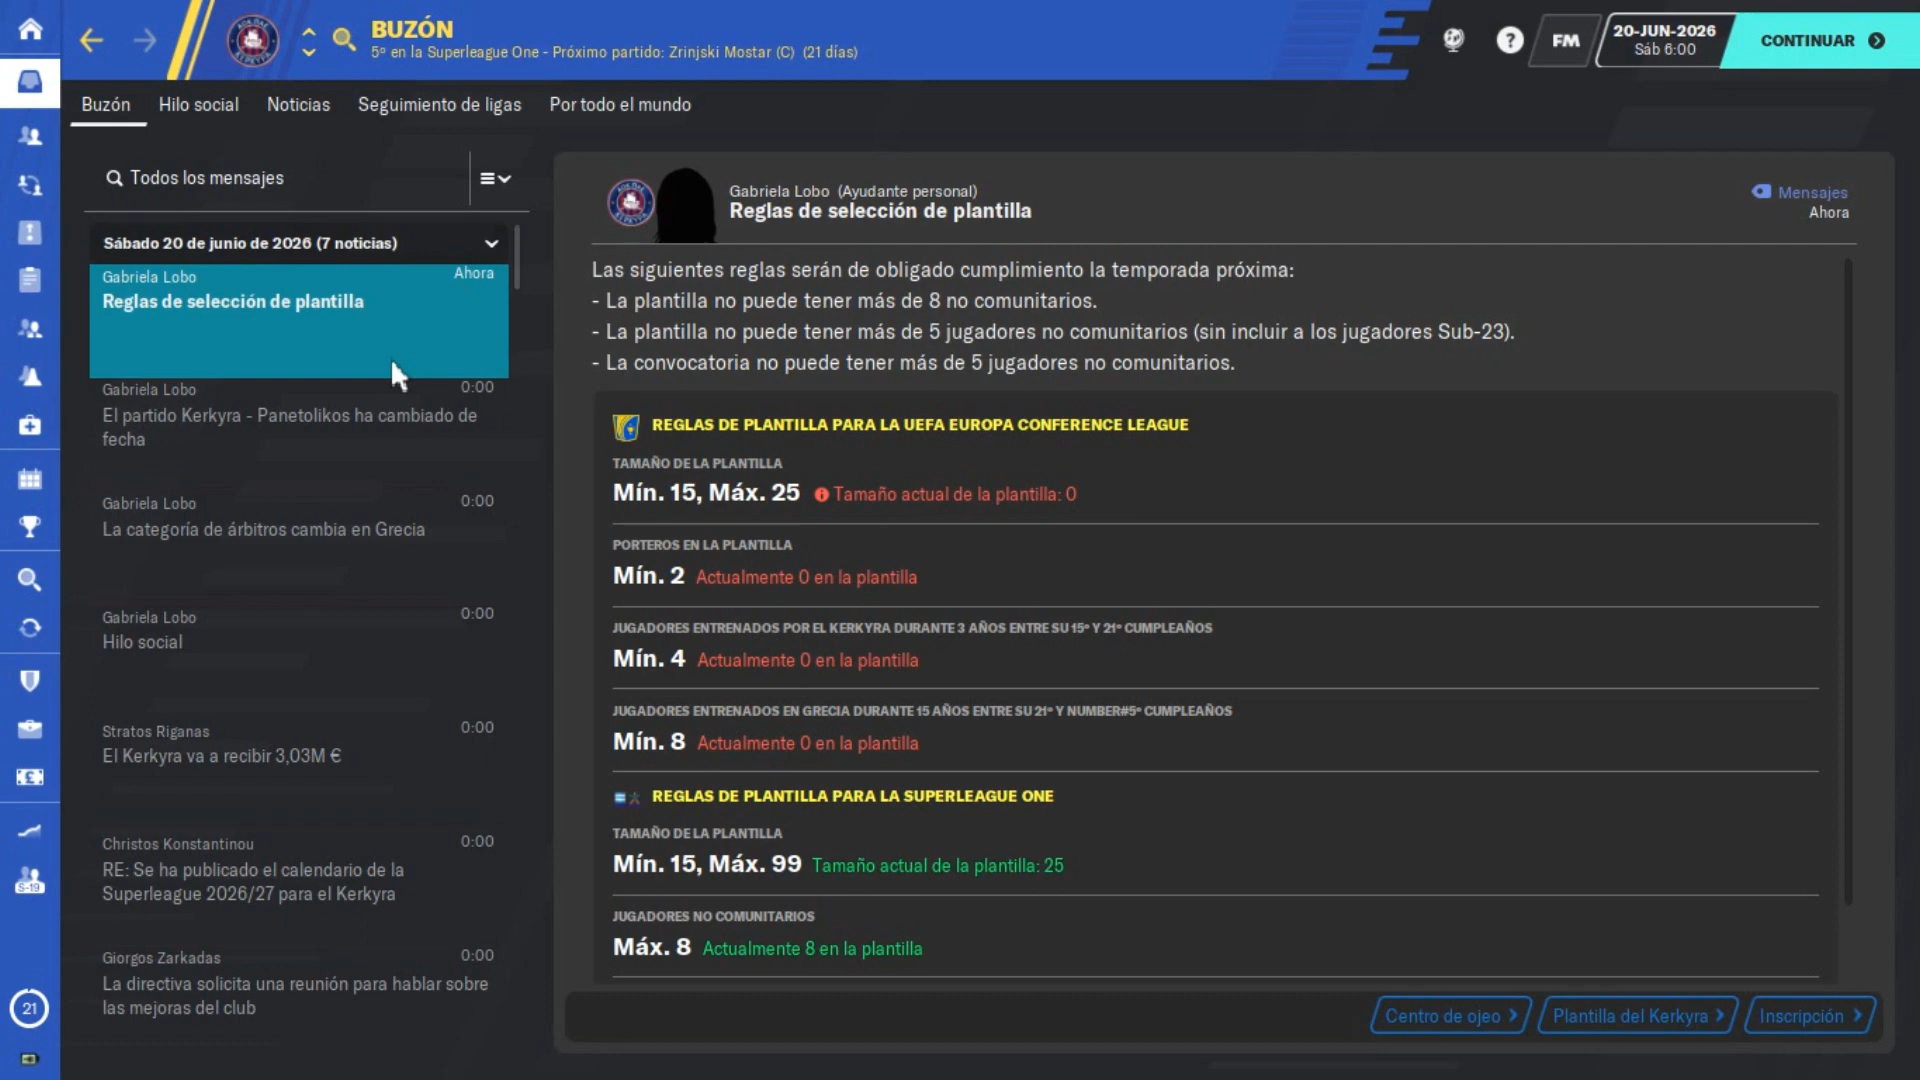 BUZÓN
5º en la Superleague One - Próximo partido: Zrinjski Mostar (C) (21 días)
FM
20-JUN-2026
Sáb 6:00
CONTINUAR
Buzón
Hilo social
Noticias
Seguimiento de ligas
Por todo el mundo
Todos los mensajes
Sábado 20 de junio de 2026 (7 noticias)
Gabriela Lobo
Ahora
Reglas de selección de plantilla
Gabriela Lobo
0:00
El partido Kerkyra - Panetolikos ha cambiado de
fecha
Gabriela Lobo
0:00
La categoría de árbitros cambia en Grecia
Gabriela Lobo
0:00
Hilo social
Stratos Riganas
0:00
El Kerkyra va a recibir 3,03M €
Christos Konstantinou
0:00
RE: Se ha publicado el calendario de la
Superleague 2026/27 para el Kerkyra
Giorgos Zarkadas
0:00
La directiva solicita una reunión para hablar sobre
las mejoras del club
S-19
21
Gabriela Lobo (Ayudante personal)
Reglas de selección de plantilla
Mensajes
Ahora
Las siguientes reglas serán de obligado cumplimiento la temporada próxima:
- La plantilla no puede tener más de 8 no comunitarios.
- La plantilla no puede tener más de 5 jugadores no comunitarios (sin incluir a los jugadores Sub-23).
- La convocatoria no puede tener más de 5 jugadores no comunitarios.
REGLAS DE PLANTILLA PARA LA UEFA EUROPA CONFERENCE LEAGUE
TAMAÑO DE LA PLANTILLA
Mín. 15, Máx. 25 Tamaño actual de la plantilla: 0
PORTEROS EN LA PLANTILLA
Mín. 2 Actualmente 0 en la plantilla
JUGADORES ENTRENADOS POR EL KERKYRA DURANTE 3 AÑOS ENTRE SU 15º Y 21º CUMPLEAÑOS
Mín. 4 Actualmente 0 en la plantilla
JUGADORES ENTRENADOS EN GRECIA DURANTE 15 AÑOS ENTRE SU 21º Y NUMBER#5º CUMPLEAÑOS
Mín. 8 Actualmente 0 en la plantilla
REGLAS DE PLANTILLA PARA LA SUPERLEAGUE ONE
TAMAÑO DE LA PLANTILLA
Mín. 15, Máx. 99 Tamaño actual de la plantilla: 25
JUGADORES NO COMUNITARIOS
Máx. 8 Actualmente 8 en la plantilla
Centro de ojeo
Plantilla del Kerkyra
Inscripción